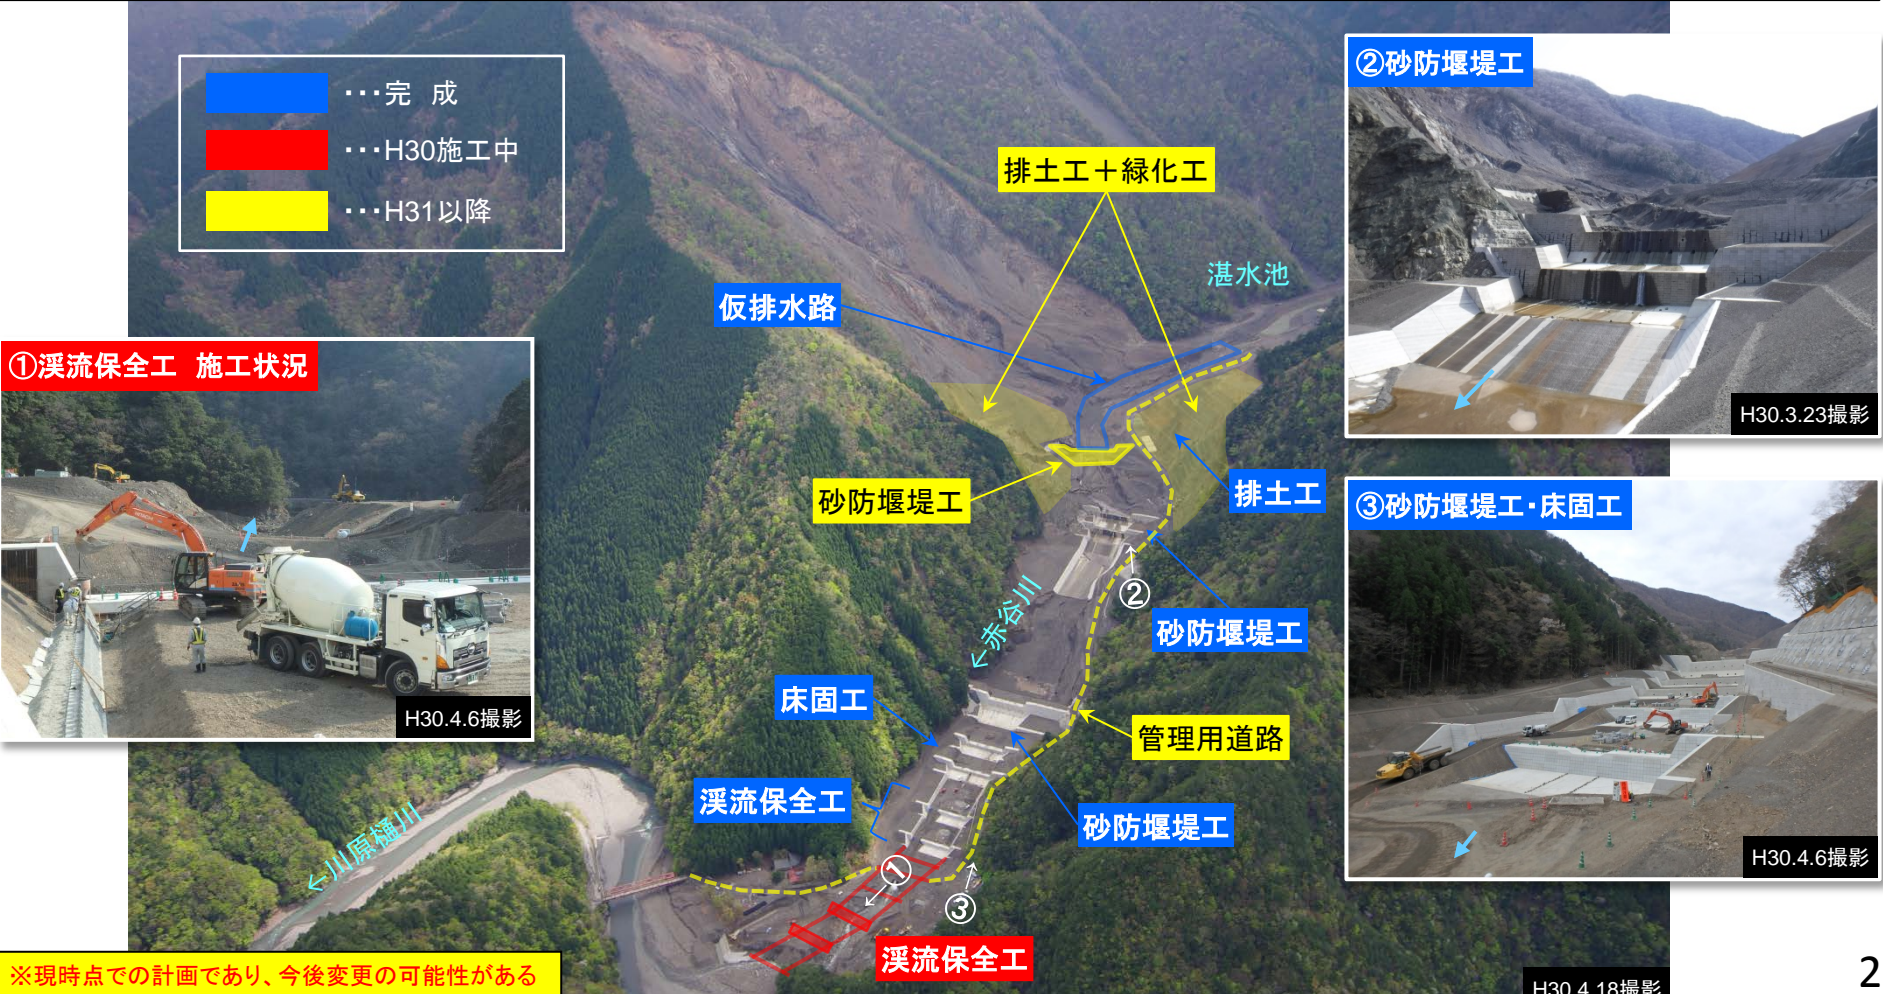 ・・・完　成
・・・H30施工中
・・・H31以降
②砂防堰堤工
H30.3.23撮影
排土工＋緑化工
湛水池
仮排水路
①渓流保全工　施工状況
H30.4.6撮影
砂防堰堤工
排土工
③砂防堰堤工・床固工
H30.4.6撮影
②
←赤谷川
砂防堰堤工
床固工
管理用道路
渓流保全工
砂防堰堤工
←川原樋川
①
③
渓流保全工
※現時点での計画であり、今後変更の可能性がある
H30.4.18撮影
2